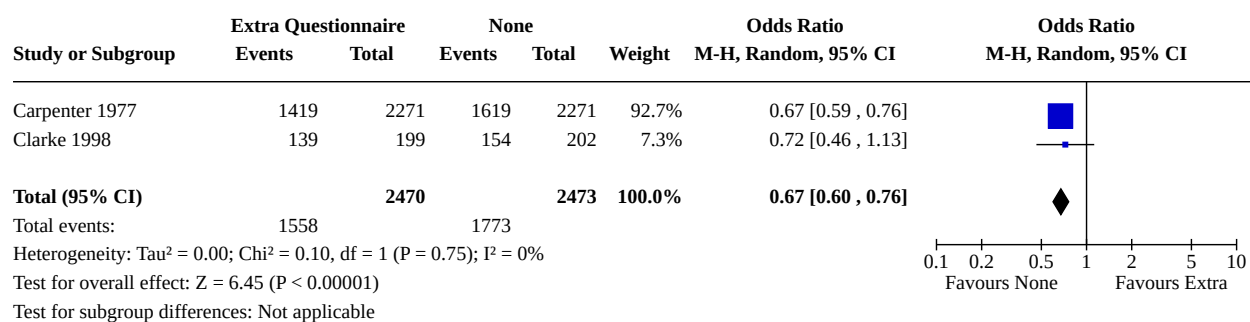 Extra Questionnaire None Odds Ratio Odds Ratio
Study or Subgroup Events Total Events Total Weight M-H, Random, 95% CI M-H, Random, 95% CI
Carpenter 1977 1419 2271 1619 2271 92.7% 0.67 [0.59 , 0.76]
Clarke 1998 139 199 154 202 7.3% 0.72 [0.46 , 1.13]
Total (95% CI) 2470 2473 100.0% 0.67 [0.60 , 0.76]
Total events: 1558 1773
Heterogeneity: Tau² = 0.00; Chi² = 0.10, df = 1 (P = 0.75); I² = 0%
Test for overall effect: Z = 6.45 (P < 0.00001)
Test for subgroup differences: Not applicable
0.1 0.2 0.5 1 2 5 10
Favours None Favours Extra